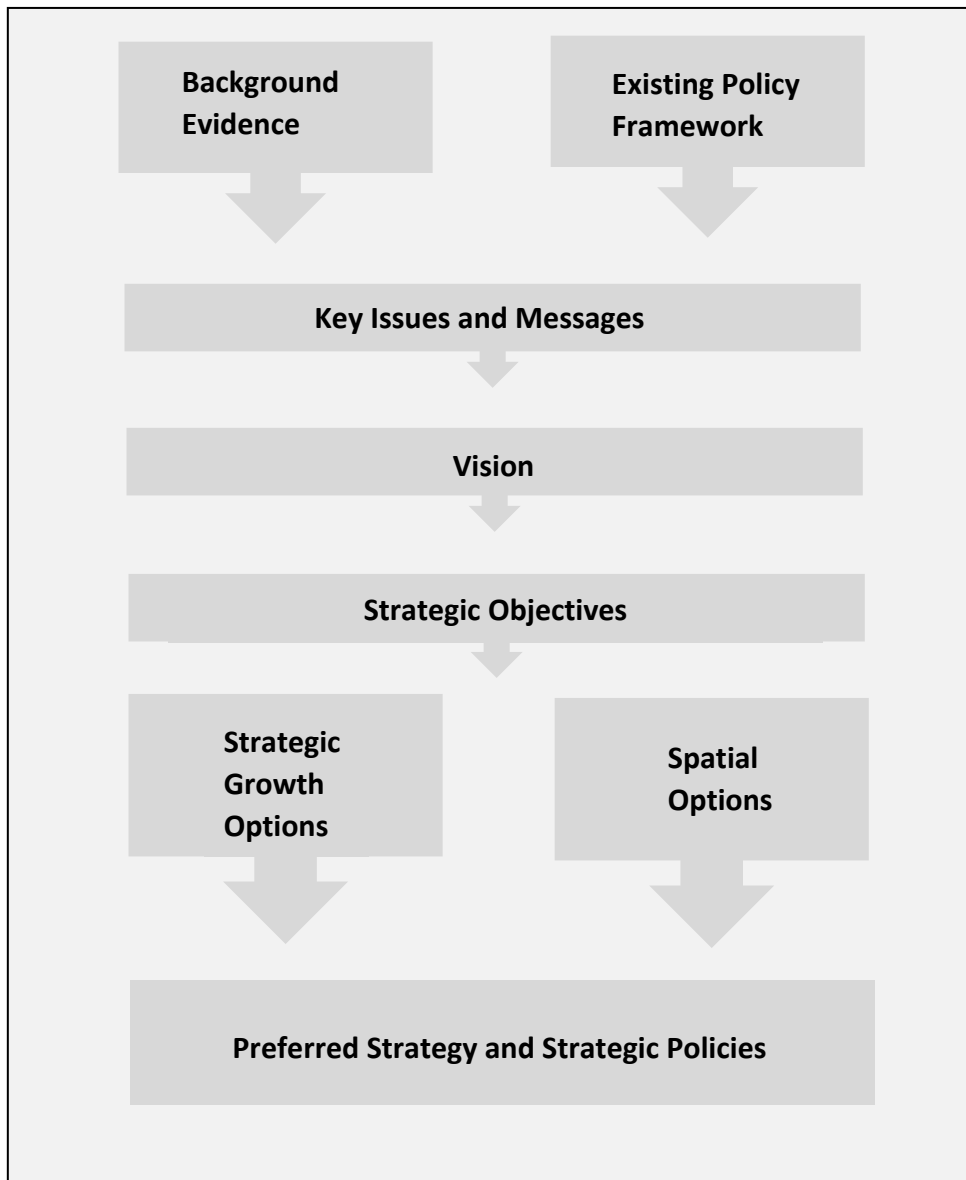 Background
Evidence
Existing Policy
Framework
Key Issues and Messages
Vision
Strategic Objectives
Strategic
Growth
Options
Spatial
Options
Preferred Strategy and Strategic Policies